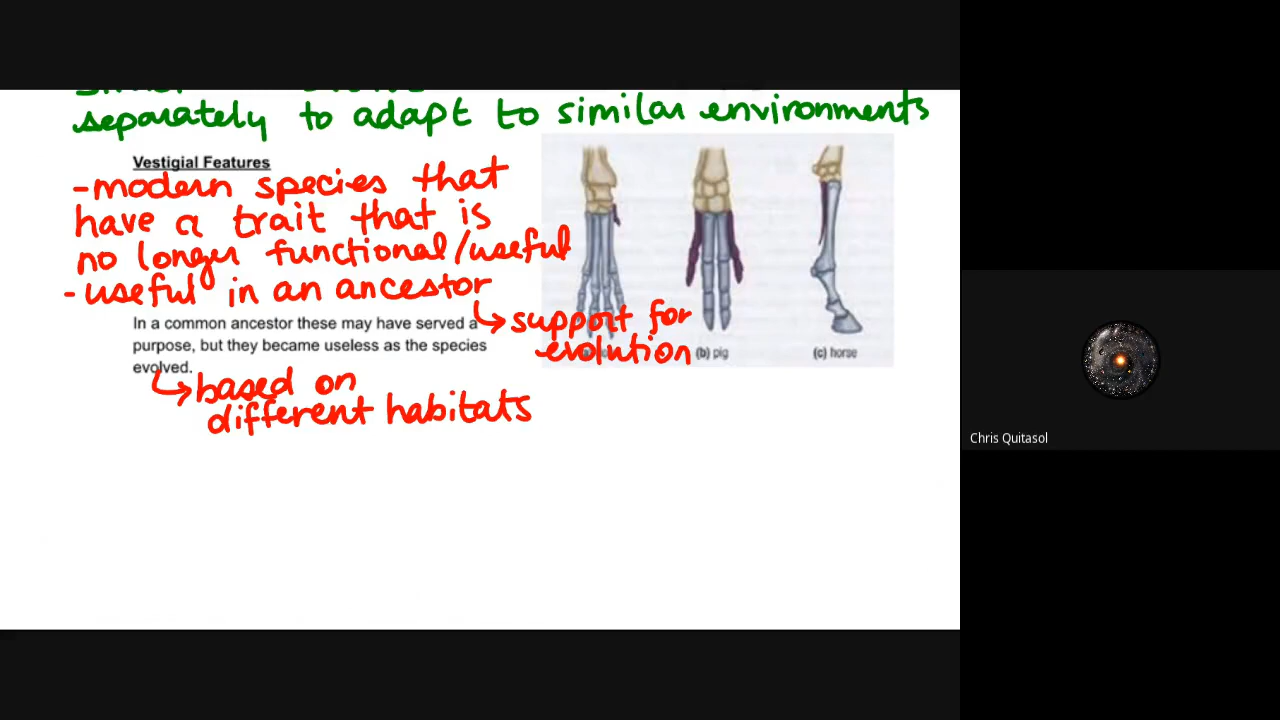 separately to adapt to similar environments
Vestigial Features
-modern species that
have a trait that is
no longer functional/useful
-useful in an ancestor
↳support for
evolution
In a common ancestor these may have served a
purpose, but they became useless as the species
evolved.
↳based on
different habitats
(b) pig
(c) horse
Chris Quitasol